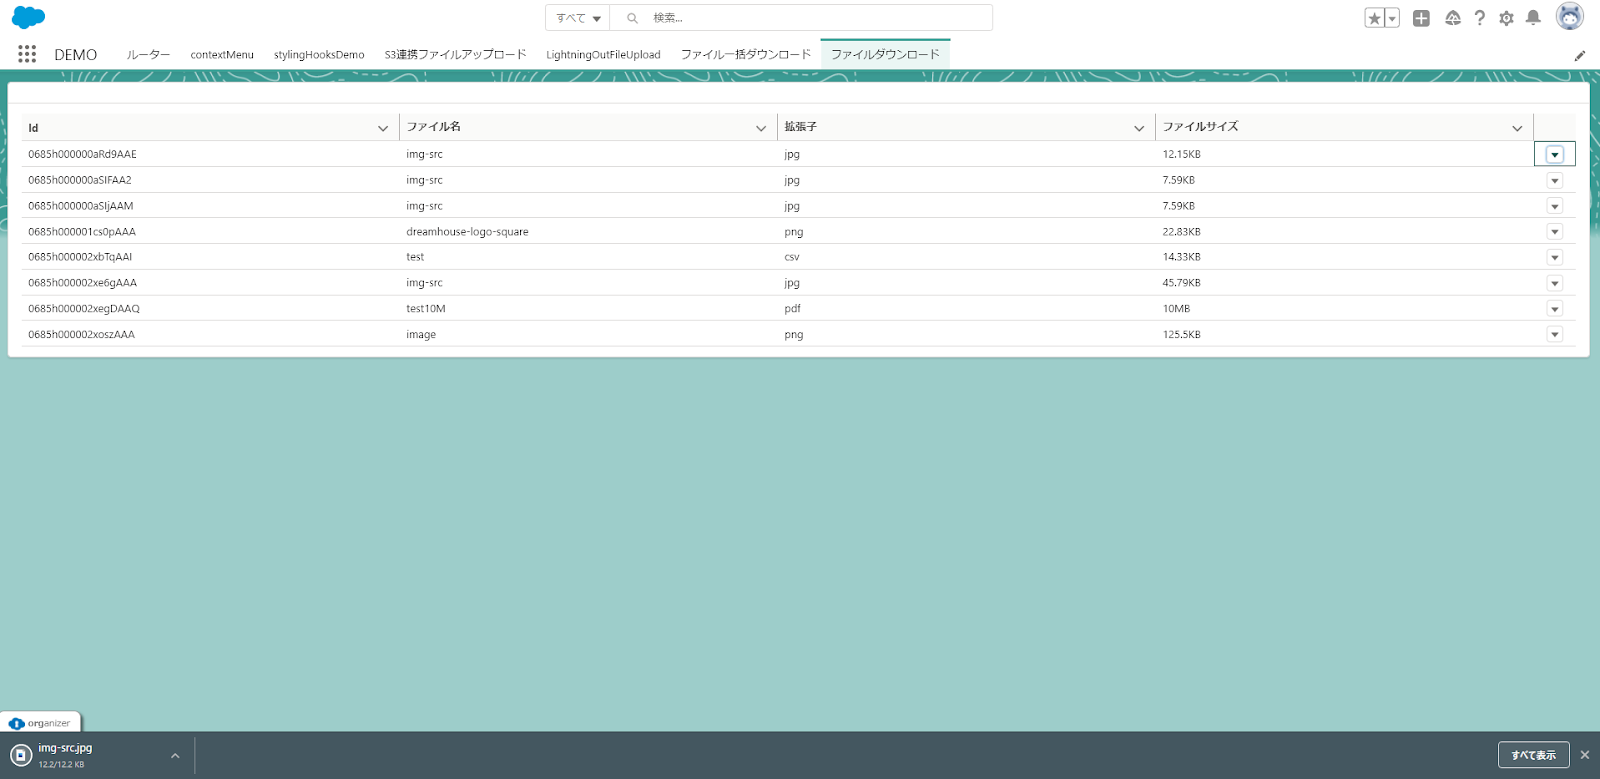 すべて 検索...
DEMO ルーター contextMenu stylingHooksDemo S3連携ファイルアップロード LightningOutFileUpload ファイル一括ダウンロード ファイルダウンロード
Id ファイル名 拡張子 ファイルサイズ
0685h000000aRd9AAE img-src jpg 12.15KB
0685h000000aSIFAA2 img-src jpg 7.59KB
0685h000000aSIjAAM img-src jpg 7.59KB
0685h000001cs0pAAA dreamhouse-logo-square png 22.83KB
0685h000002xbTqAAI test csv 14.33KB
0685h000002xe6gAAA img-src jpg 45.79KB
0685h000002xegDAAQ test10M pdf 10MB
0685h000002xoszAAA image png 125.5KB
organizer
img-src.jpg
12.2/12.2 KB
すべて表示